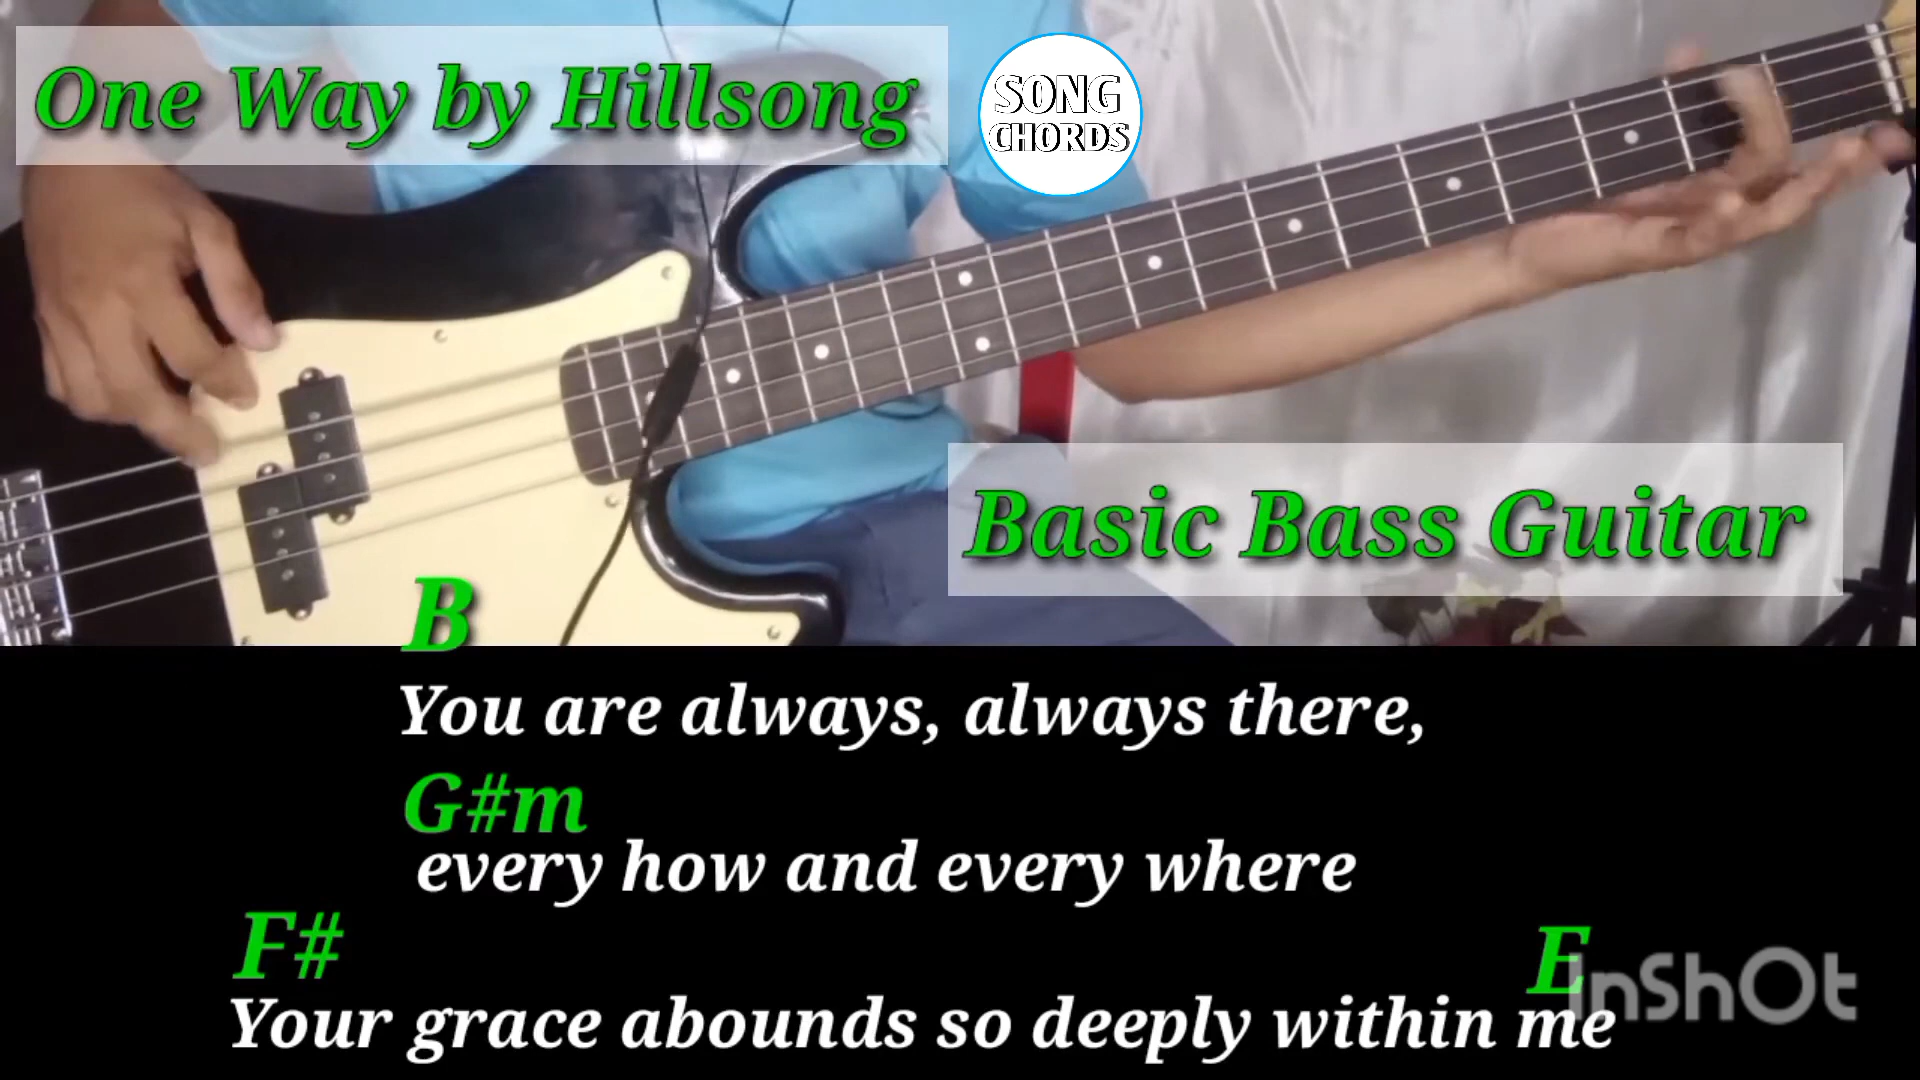 One Way by Hillsong
SONG
CHORDS
Basic Bass Guitar
B
You are always, always there,
G#m
every how and every where
F# E
Your grace abounds so deeply within me
InShOt